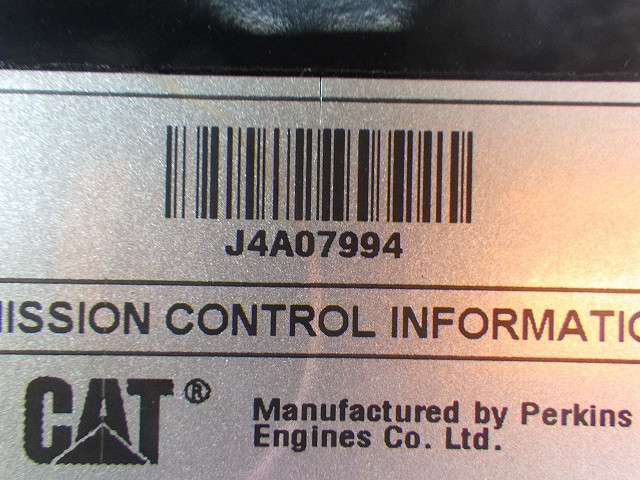 J4A07994
MISSION CONTROL INFORMATIO
CAT®
Manufactured by Perkins
Engines Co. Ltd.